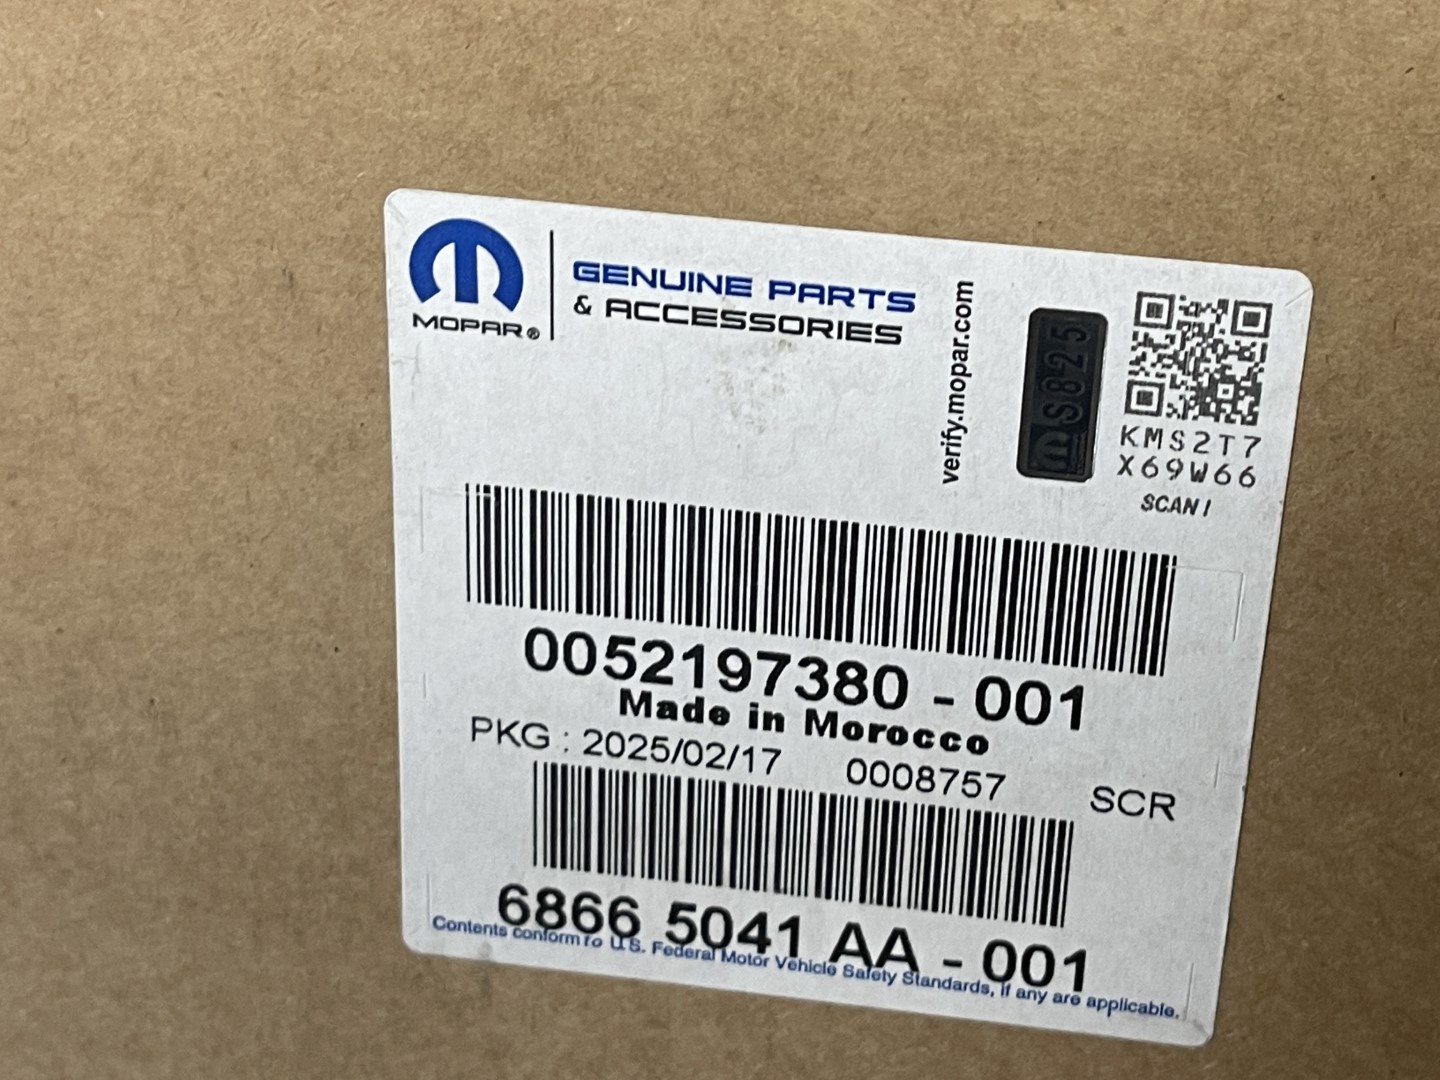 MOPAR®
GENUINE PARTS
& ACCESSORIES
verify.mopar.com
S825
KMS2T7
X69W66
SCAN!
0052197380 - 001
Made in Morocco
PKG : 2025/02/17 0008757 SCR
6866 5041 AA - 001
Contents conform to U.S. Federal Motor Vehicle Safety Standards, if any are applicable.